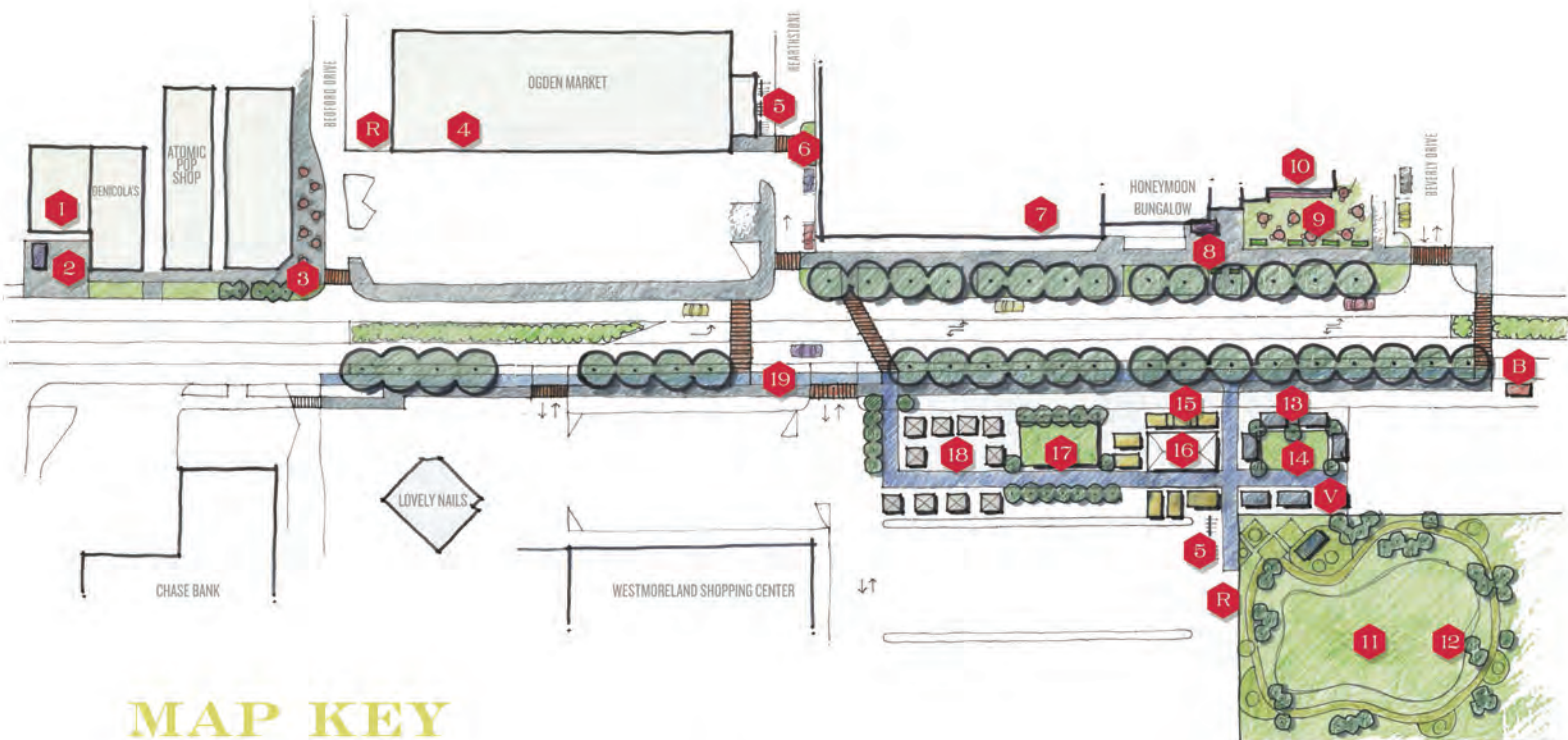 BEDFORD DRIVE
HEARTHSTONE
OGDEN MARKET
5
R
4
6
ATOMIC
POP
SHOP
DENICOLA'S
1
2
3
7
HONEYMOON
BUNGALOW
8
10
9
BEVERLY DRIVE
19
B
15
13
18
17
16
14
V
LOVELY NAILS
5
CHASE BANK
WESTMORELAND SHOPPING CENTER
R
11
12
MAP KEY